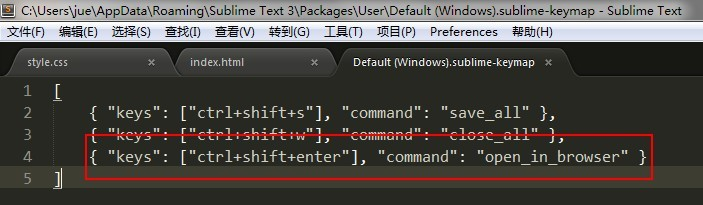 C:\Users\jue\AppData\Roaming\Sublime Text 3\Packages\User\Default (Windows).sublime-keymap - Sublime Text
文件(F) 编辑(E) 选择(S) 查找(I) 查看(V) 转到(G) 工具(T) 项目(P) Preferences 帮助(H)
style.css × index.html × Default (Windows).sublime-keymap ×
1 [
2 { "keys": ["ctrl+shift+s"], "command": "save_all" },
3 { "keys": ["ctrl+shift+w"], "command": "close_all" },
4 { "keys": ["ctrl+shift+enter"], "command": "open_in_browser" }
5 ]